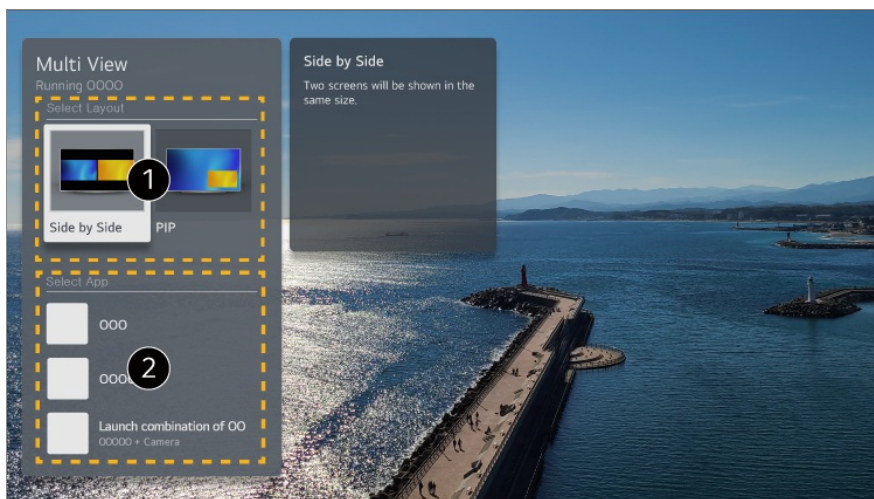 Multi View
Running OOOO
Select Layout
1
Side by Side
PIP
Select App
OOO
OOOO
2
Launch combination of OO
OOOOO + Camera
Side by Side
Two screens will be shown in the
same size.